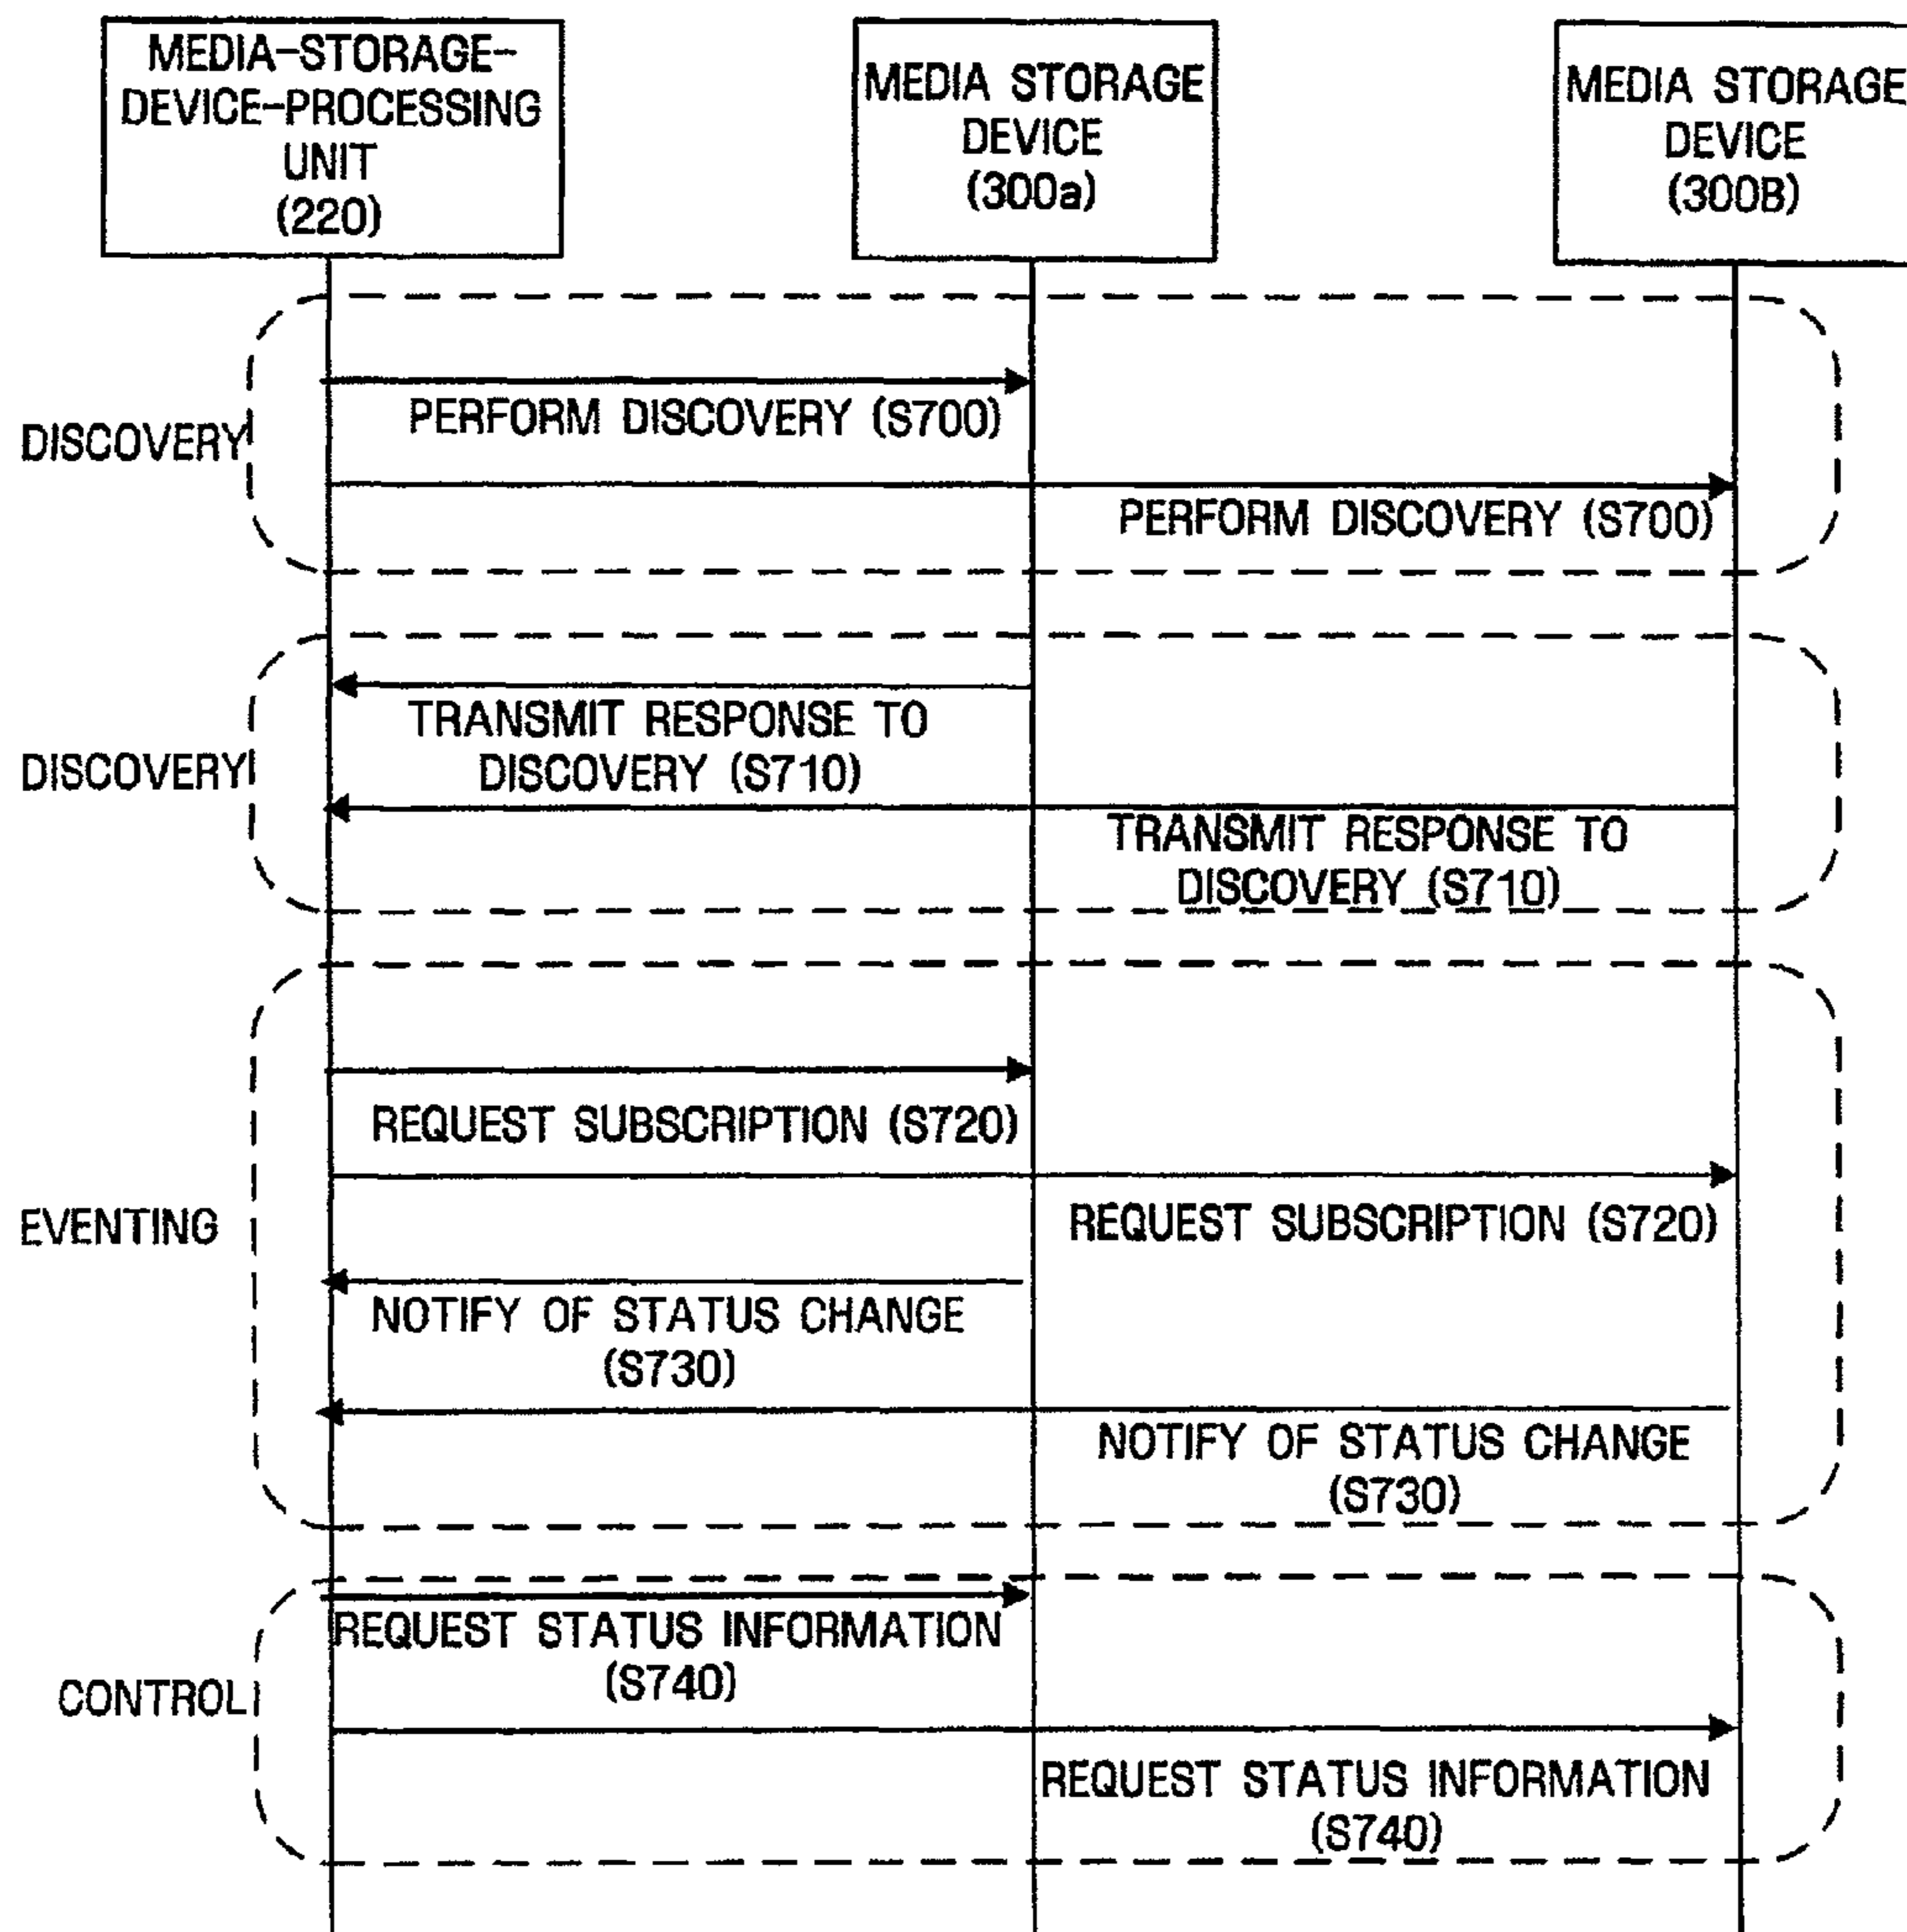 MEDIA-STORAGE-
DEVICE-PROCESSING
UNIT
(220)
MEDIA STORAGE
DEVICE
(300a)
MEDIA STORAGE
DEVICE
(300B)
DISCOVERY
PERFORM DISCOVERY (S700)
PERFORM DISCOVERY (S700)
DISCOVERY
TRANSMIT RESPONSE TO
DISCOVERY (S710)
TRANSMIT RESPONSE TO
DISCOVERY (S710)
EVENTING
REQUEST SUBSCRIPTION (S720)
REQUEST SUBSCRIPTION (S720)
NOTIFY OF STATUS CHANGE
(S730)
NOTIFY OF STATUS CHANGE
(S730)
CONTROL
REQUEST STATUS INFORMATION
(S740)
REQUEST STATUS INFORMATION
(S740)